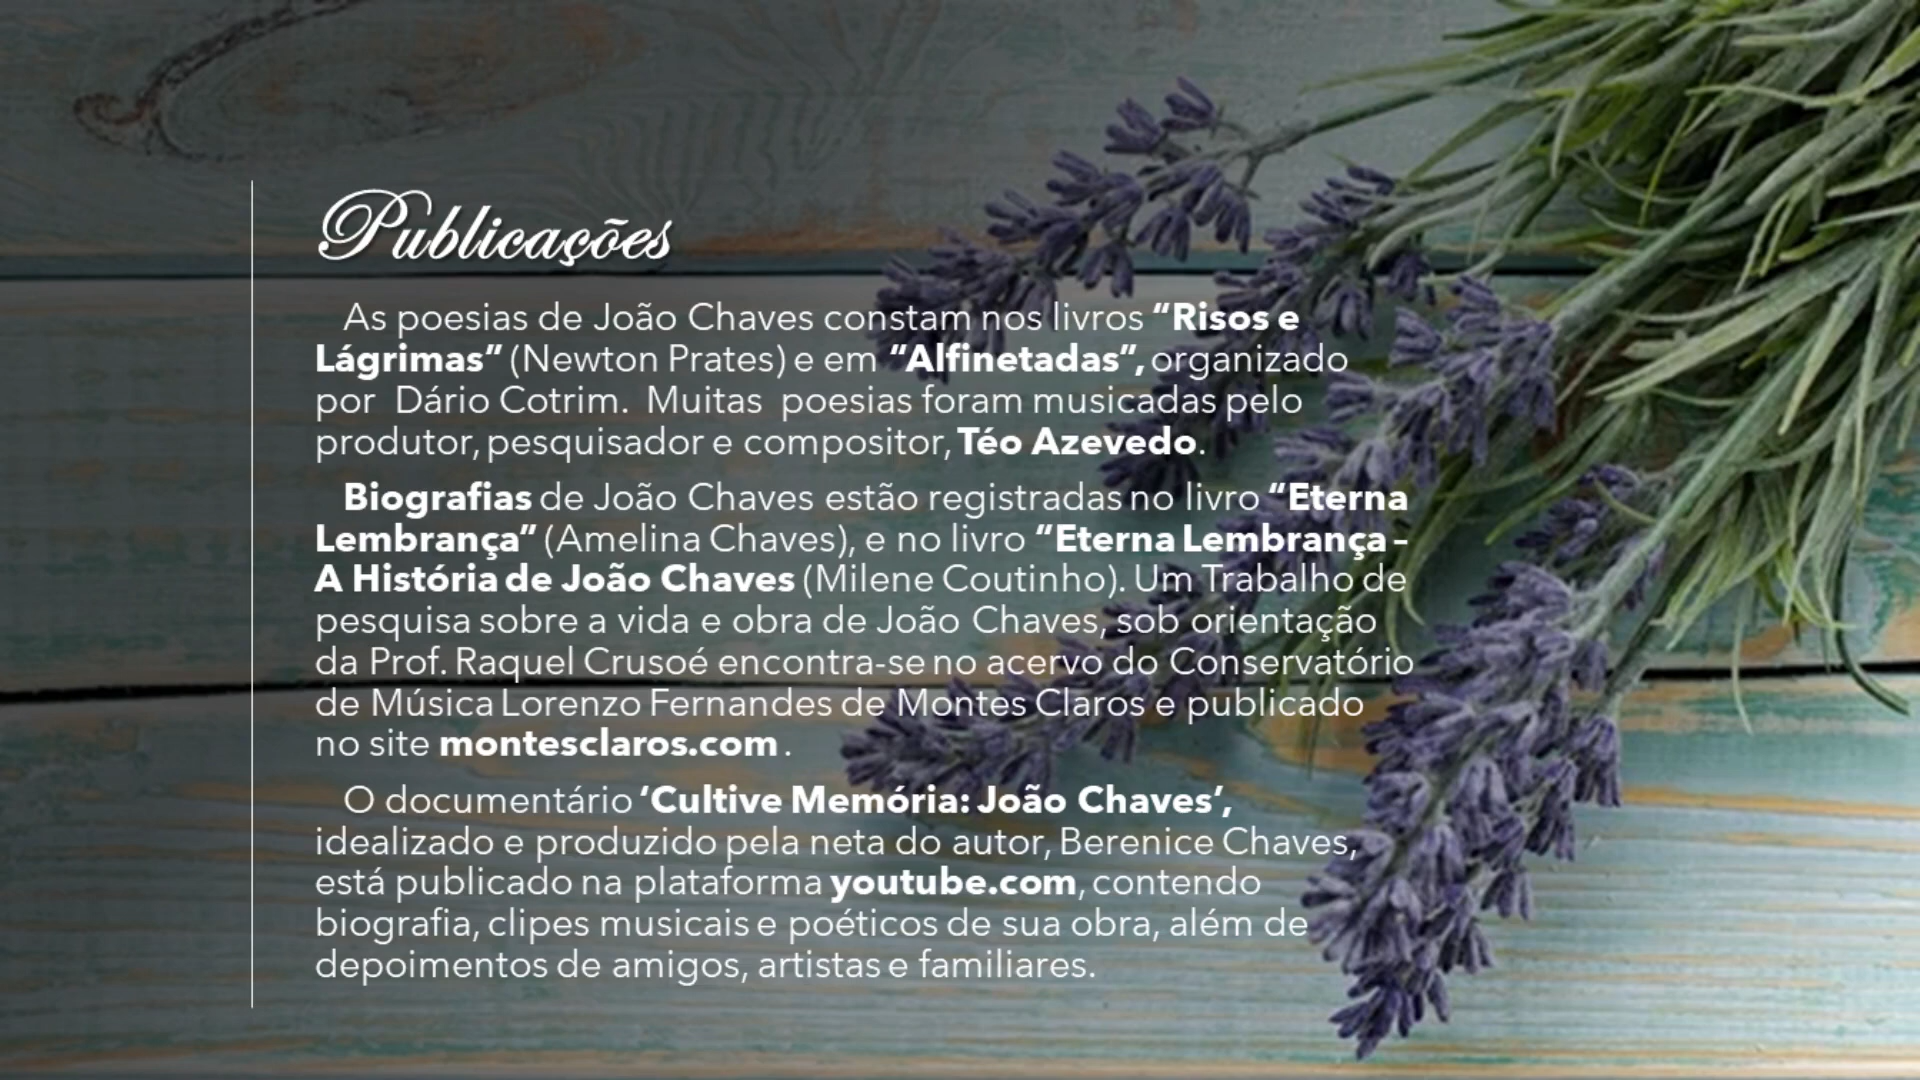 Publicações
As poesias de João Chaves constam nos livros “Risos e
Lágrimas” (Newton Prates) e em “Alfinetadas”, organizado
por Dário Cotrim. Muitas poesias foram musicadas pelo
produtor, pesquisador e compositor, Téo Azevedo.
Biografias de João Chaves estão registradas no livro “Eterna
Lembrança” (Amelina Chaves), e no livro “Eterna Lembrança –
A História de João Chaves (Milene Coutinho). Um Trabalho de
pesquisa sobre a vida e obra de João Chaves, sob orientação
da Prof. Raquel Crusoé encontra-se no acervo do Conservatório
de Música Lorenzo Fernandes de Montes Claros e publicado
no site montesclaros.com .
O documentário ‘Cultive Memória: João Chaves’,
idealizado e produzido pela neta do autor, Berenice Chaves,
está publicado na plataforma youtube.com, contendo
biografia, clipes musicais e poéticos de sua obra, além de
depoimentos de amigos, artistas e familiares.